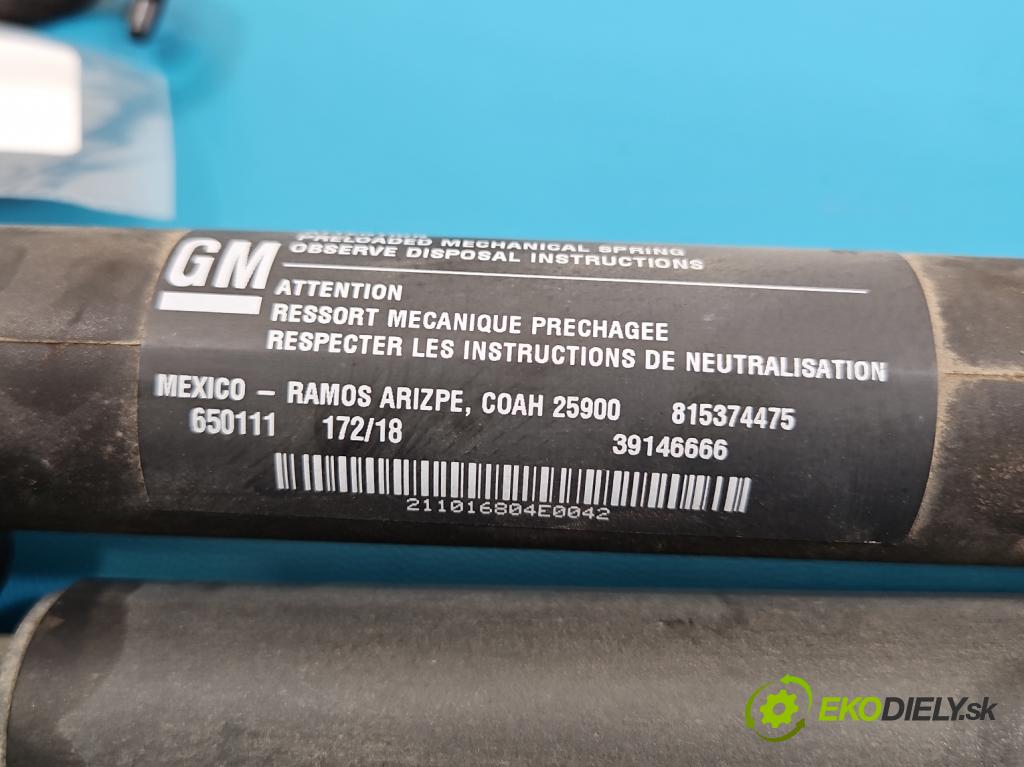 GM
PRELOADED MECHANICAL SPRING
OBSERVE DISPOSAL INSTRUCTIONS
ATTENTION
RESSORT MECANIQUE PRECHAGEE
RESPECTER LES INSTRUCTIONS DE NEUTRALISATION
MEXICO - RAMOS ARIZPE, COAH 25900 815374475
650111 172/18 39146666
211016804E0042
EKODIELY.sk